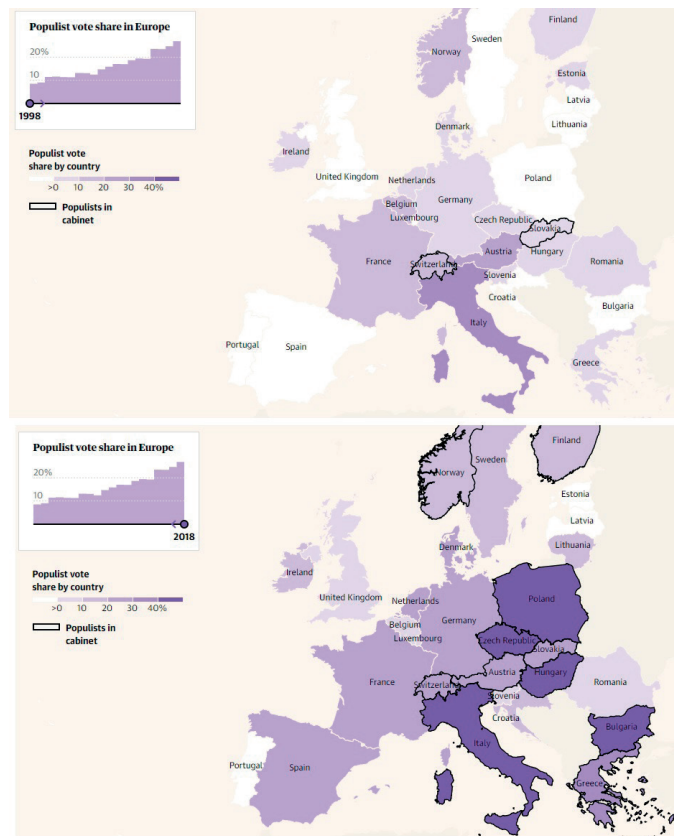 Populist vote share in Europe
20%
10
1998
Populist vote
share by country
>0 10 20 30 40%
Populists in
cabinet
Finland
Sweden
Norway
Estonia
Latvia
Lithuania
Denmark
Ireland
United Kingdom
Netherlands
Poland
Belgium
Germany
Luxembourg
Czech Republic
Slovakia
Austria
Hungary
France
Switzerland
Slovenia
Romania
Croatia
Bulgaria
Italy
Portugal
Spain
Greece
Populist vote share in Europe
20%
10
2018
Populist vote
share by country
>0 10 20 30 40%
Populists in
cabinet
Finland
Sweden
Norway
Estonia
Latvia
Lithuania
Denmark
Ireland
United Kingdom
Netherlands
Poland
Belgium
Germany
Luxembourg
Czech Republic
Slovakia
Austria
Hungary
France
Switzerland
Slovenia
Romania
Croatia
Bulgaria
Italy
Portugal
Spain
Greece